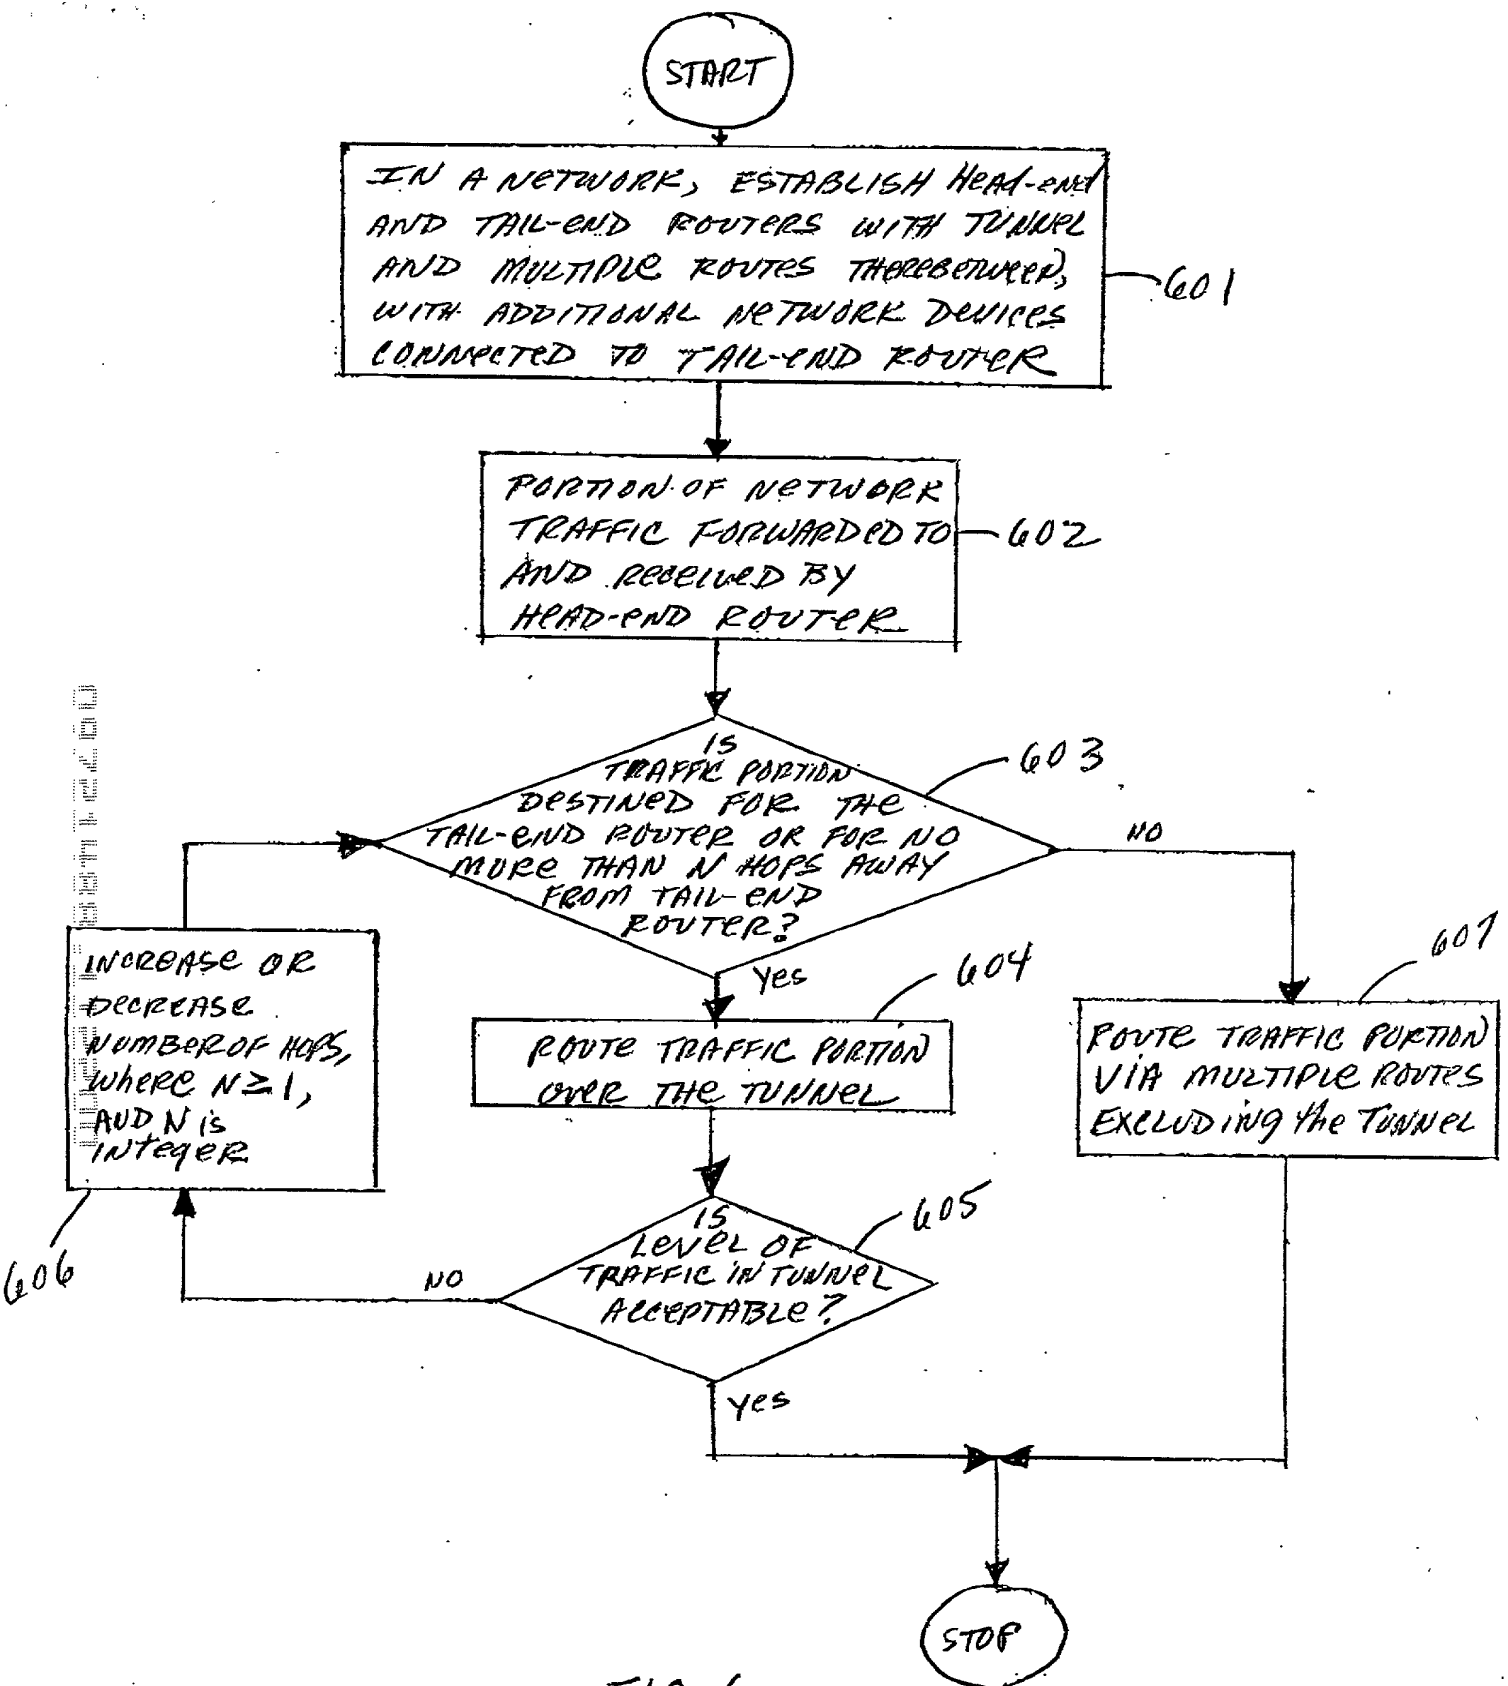 START
IN A NETWORK, ESTABLISH HEAD-END
AND TAIL-END ROUTERS WITH TUNNEL
AND MULTIPLE ROUTES THEREBETWEEN,
WITH ADDITIONAL NETWORK DEVICES
CONNECTED TO TAIL-END ROUTER
601
PORTION OF NETWORK
TRAFFIC FORWARDED TO
AND RECEIVED BY
HEAD-END ROUTER
602
IS
TRAFFIC PORTION
DESTINED FOR THE
TAIL-END ROUTER OR FOR NO
MORE THAN N HOPS AWAY
FROM TAIL-END
ROUTER?
603
NO
YES
INCREASE OR
DECREASE
NUMBER OF HOPS,
WHERE N ≥ 1,
AND N IS
INTEGER
606
ROUTE TRAFFIC PORTION
OVER THE TUNNEL
604
ROUTE TRAFFIC PORTION
VIA MULTIPLE ROUTES
EXCLUDING THE TUNNEL
607
IS
LEVEL OF
TRAFFIC IN TUNNEL
ACCEPTABLE?
605
NO
YES
STOP